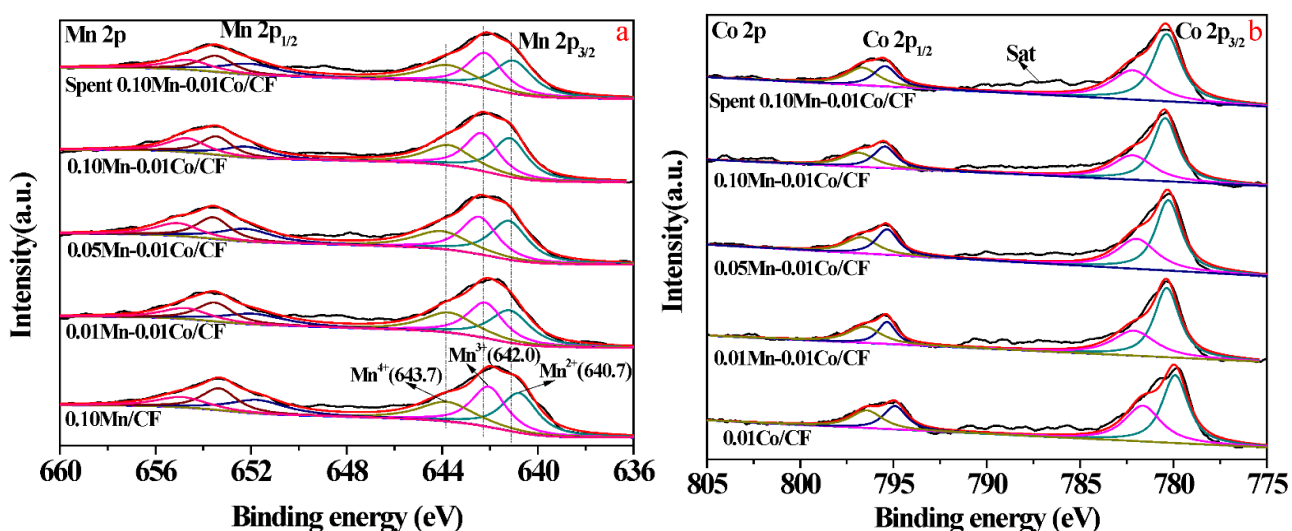 Mn 2p
Mn 2p1/2
a
Mn 2p3/2
Spent 0.10Mn-0.01Co/CF
0.10Mn-0.01Co/CF
0.05Mn-0.01Co/CF
0.01Mn-0.01Co/CF
Mn3+(642.0)
Mn4+(643.7)
Mn2+(640.7)
0.10Mn/CF
660 656 652 648 644 640 636
Binding energy (eV)
Intensity(a.u.)
Co 2p
Co 2p1/2
b
Co 2p3/2
Sat
Spent 0.10Mn-0.01Co/CF
0.10Mn-0.01Co/CF
0.05Mn-0.01Co/CF
0.01Mn-0.01Co/CF
0.01Co/CF
805 800 795 790 785 780 775
Binding energy (eV)
Intensity(a.u.)